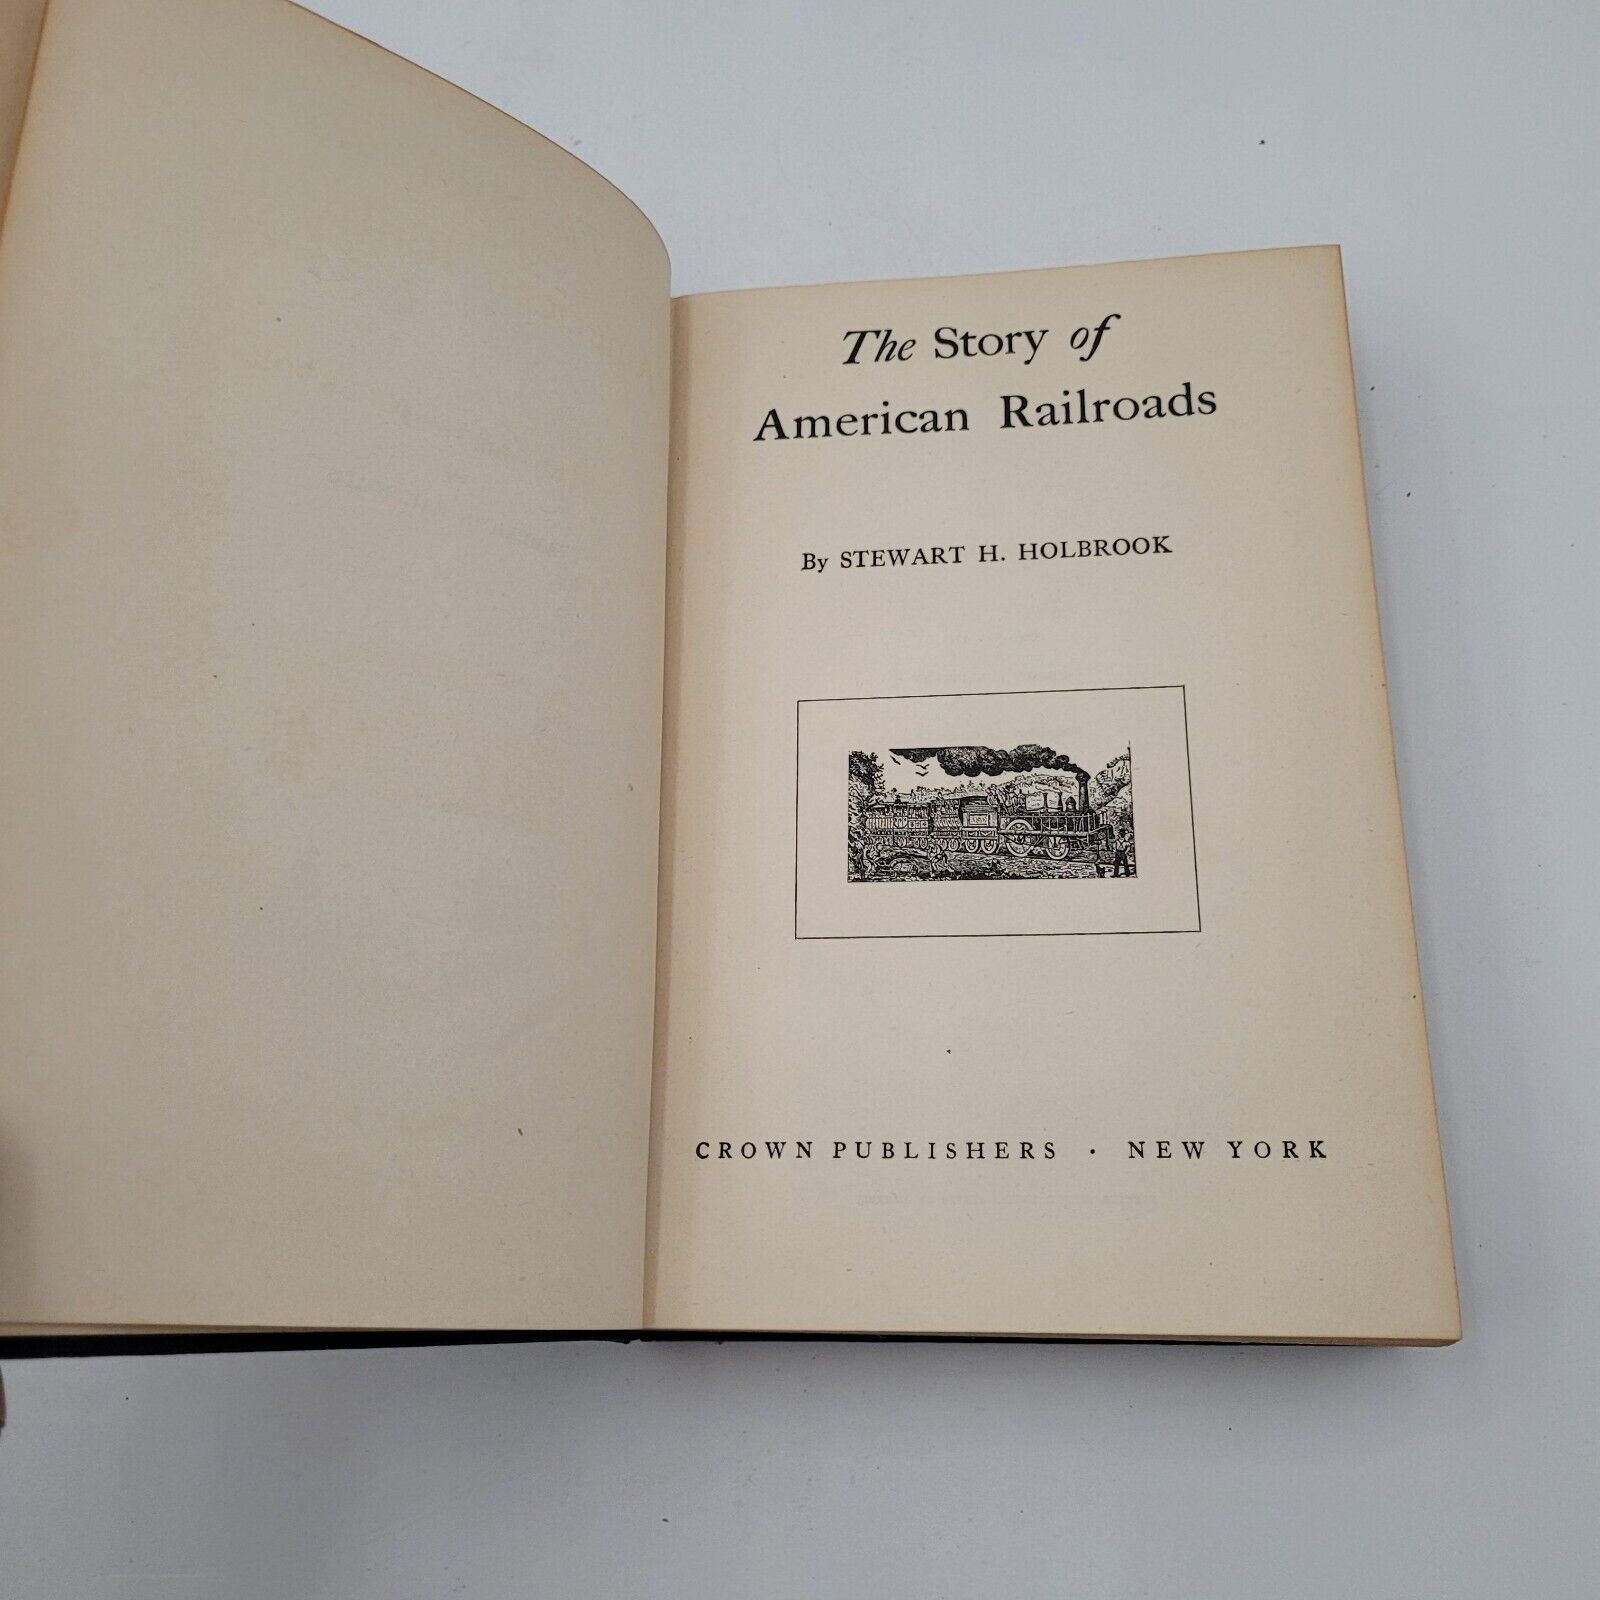 The Story of
American Railroads
By STEWART H. HOLBROOK
CROWN PUBLISHERS · NEW YORK